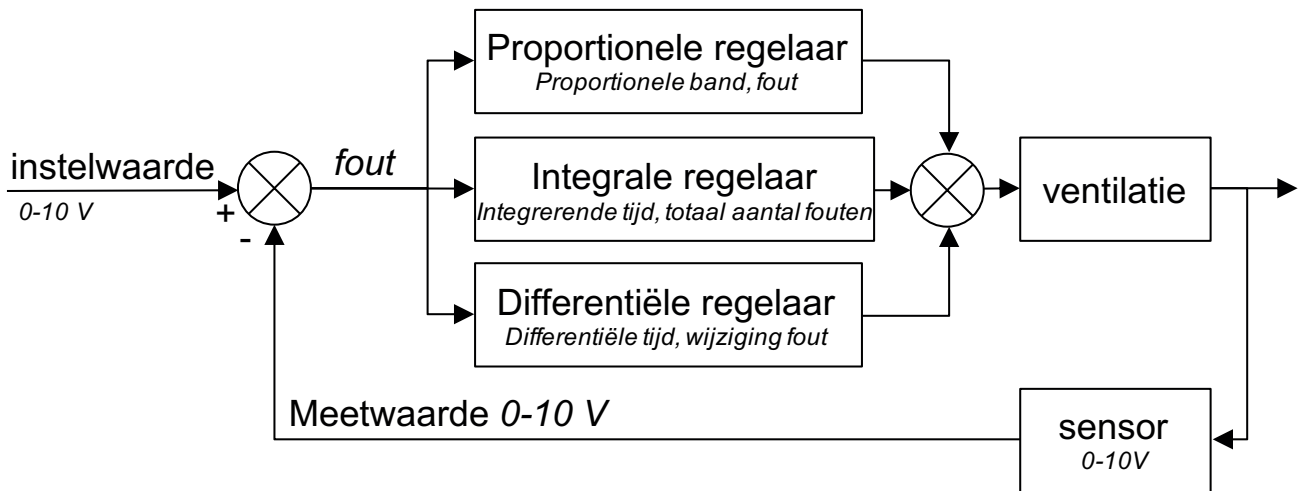 Proportionele regelaar
Proportionele band, fout
instelwaarde
0-10 V
+
-
fout
Integrale regelaar
Integrerende tijd, totaal aantal fouten
ventilatie
Differentiële regelaar
Differentiële tijd, wijziging fout
Meetwaarde 0-10 V
sensor
0-10V